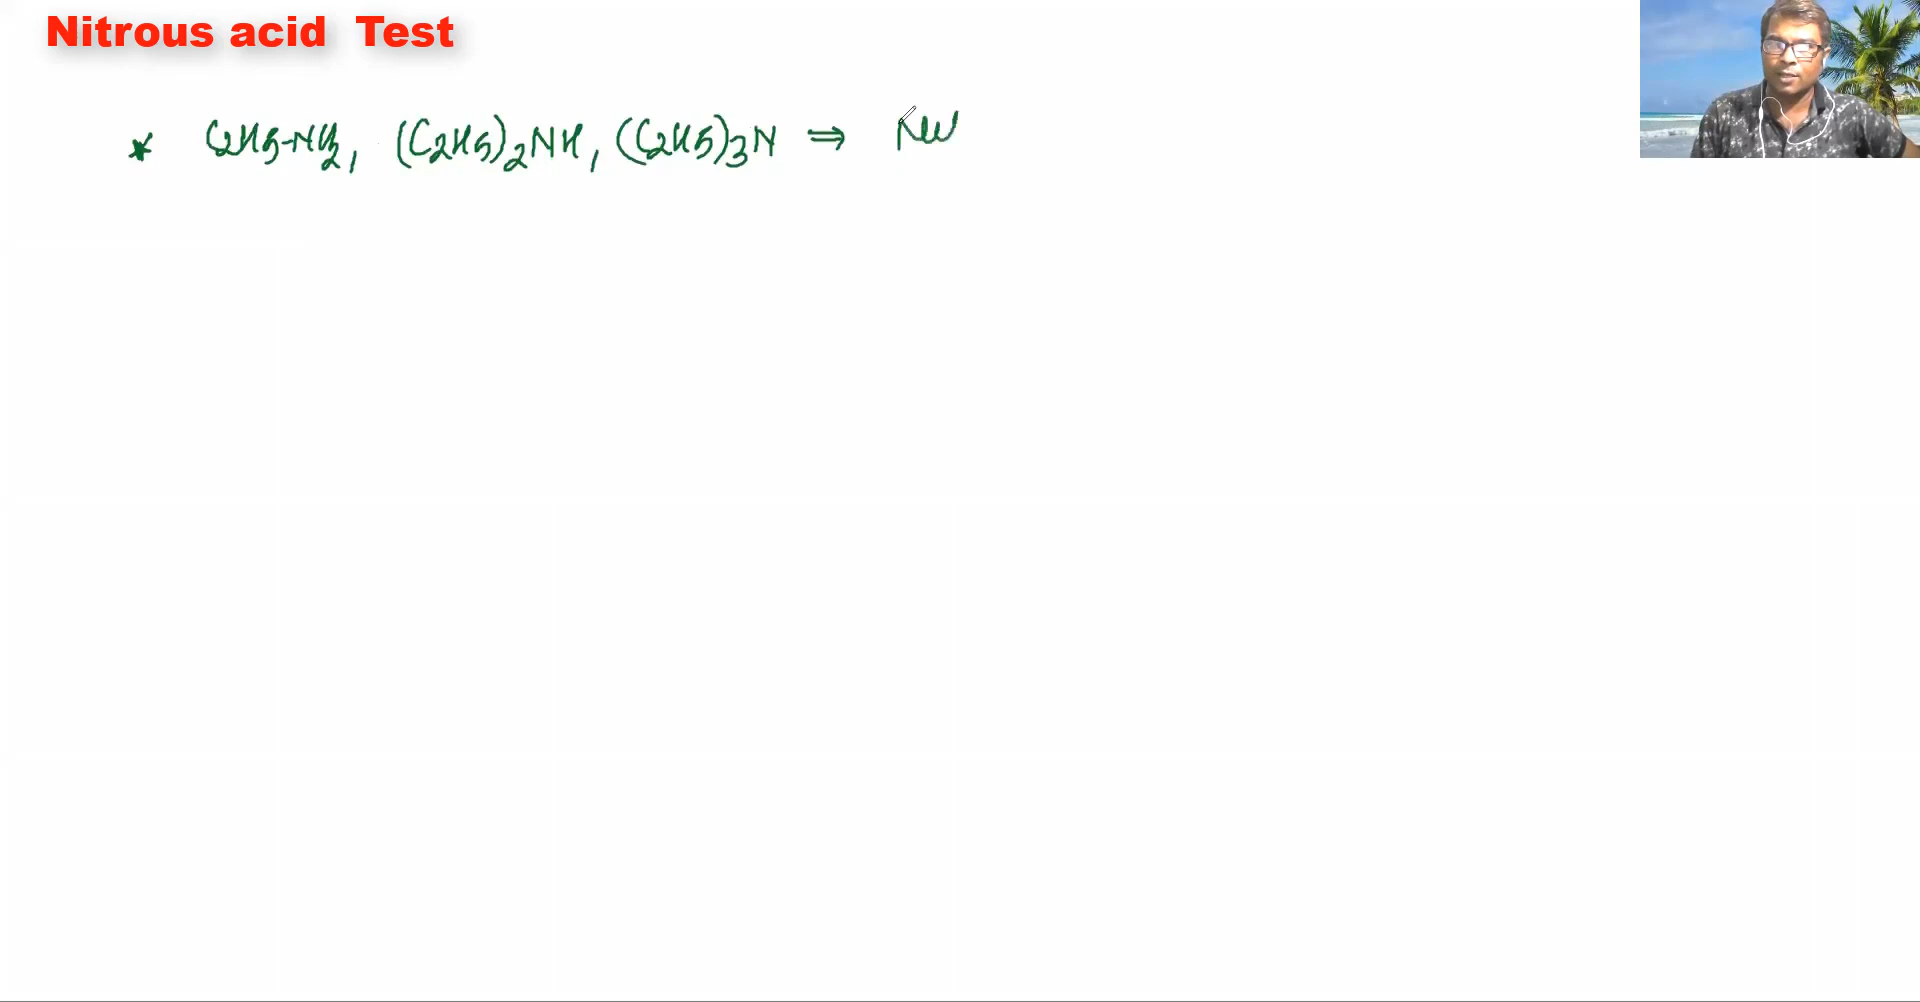 Nitrous acid Test
* C2H5-NH2, (C2H5)2NH, (C2H5)3N ⇒